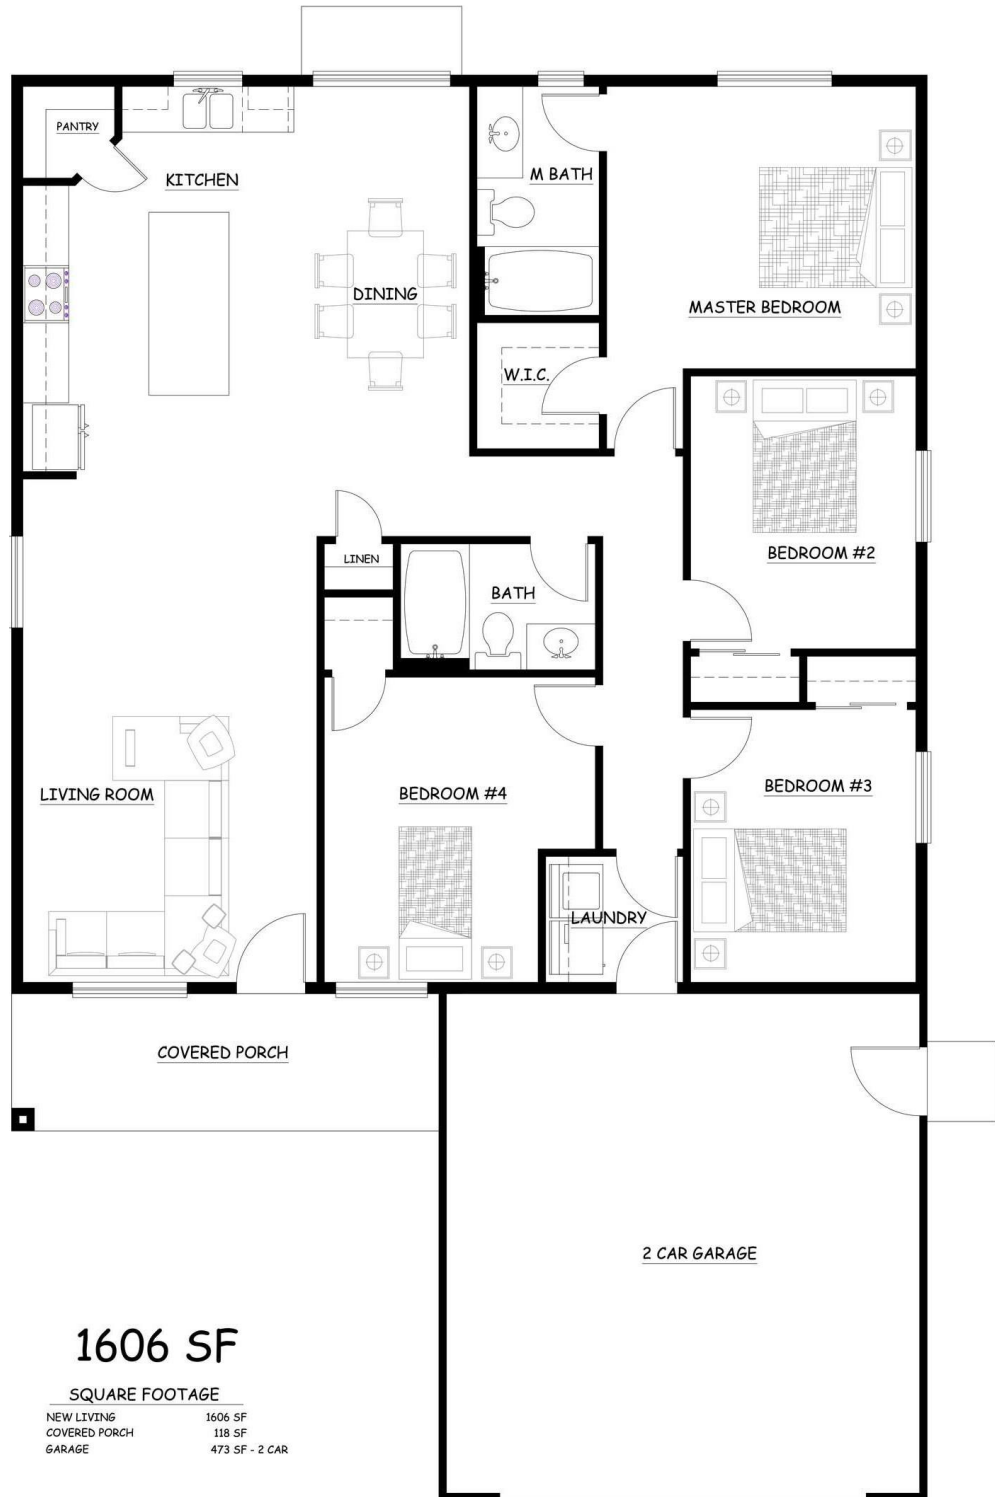 PANTRY
KITCHEN
M BATH
DINING
MASTER BEDROOM
W.I.C.
BEDROOM #2
LINEN
BATH
LIVING ROOM
BEDROOM #4
BEDROOM #3
LAUNDRY
COVERED PORCH
2 CAR GARAGE
1606 SF
SQUARE FOOTAGE
NEW LIVING 1606 SF
COVERED PORCH 118 SF
GARAGE 473 SF - 2 CAR